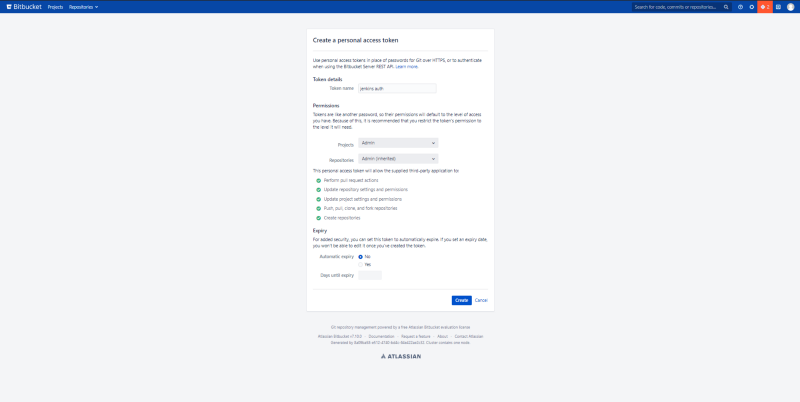 Bitbucket Projects Repositories Search for code, commits or repositories... 2
Create a personal access token
Use personal access tokens in place of passwords for Git over HTTPS, or to authenticate
when using the Bitbucket Server REST API. Learn more.
Token details
Token name jenkins auth
Permissions
Tokens are like another password, so their permissions will default to the level of access
you have. Because of this, it is recommended that you restrict the token's permission to
the level it will need.
Projects Admin
Repositories Admin (inherited)
This personal access token will allow the supplied third-party application to:
Perform pull request actions
Update repository settings and permissions
Update project settings and permissions
Push, pull, clone, and fork repositories
Create repositories
Expiry
For added security, you can set this token to automatically expire. If you set an expiry date,
you won't be able to edit it once you've created the token.
Automatic expiry No
Yes
Days until expiry
Create Cancel
Git repository management powered by a free Atlassian Bitbucket evaluation license
Atlassian Bitbucket · Documentation · Request a feature · About · Contact Atlassian
Generated by Cluster contains one node.
ATLASSIAN